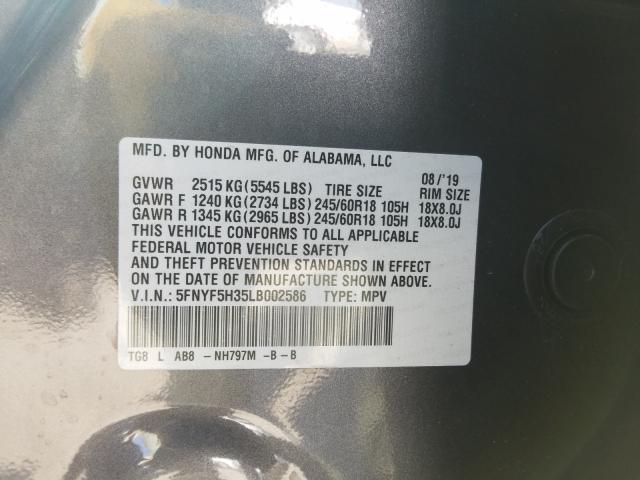 MFD. BY HONDA MFG. OF ALABAMA, LLC
08/'19
GVWR 2515 KG (5545 LBS) TIRE SIZE RIM SIZE
GAWR F 1240 KG (2734 LBS) 245/60R18 105H 18X8.0J
GAWR R 1345 KG (2965 LBS) 245/60R18 105H 18X8.0J
THIS VEHICLE CONFORMS TO ALL APPLICABLE
FEDERAL MOTOR VEHICLE SAFETY
AND THEFT PREVENTION STANDARDS IN EFFECT
ON THE DATE OF MANUFACTURE SHOWN ABOVE.
V.I.N.: 5FNYF5H35LB002586 TYPE: MPV
TG8 L AB8 -NH797M -B -B